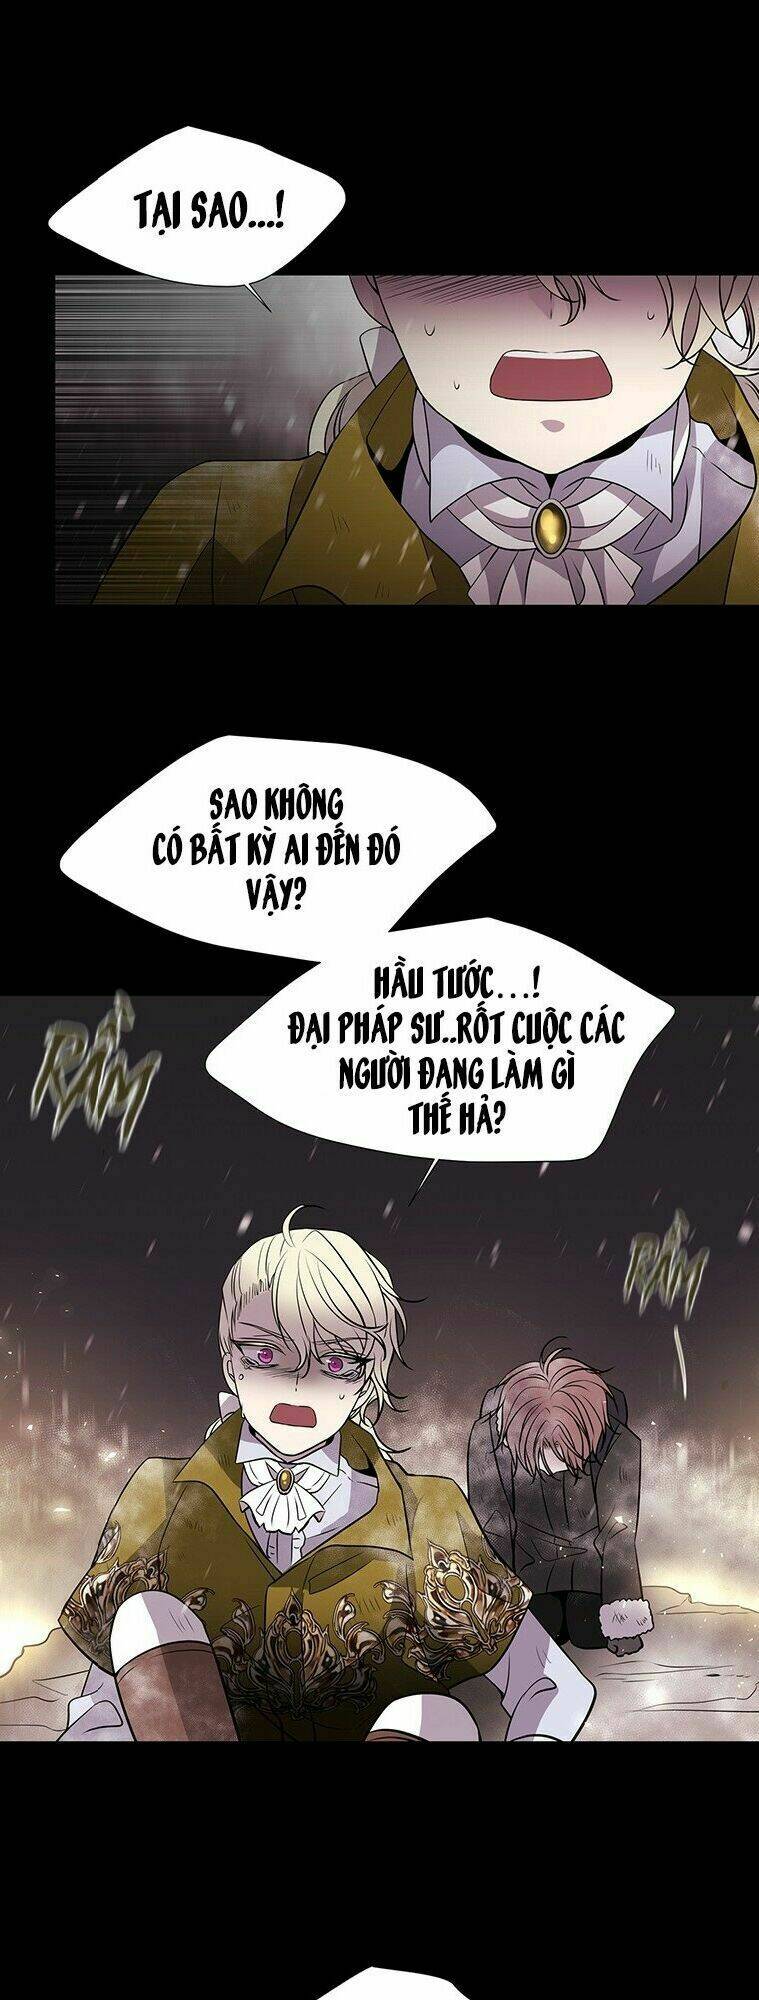 TẠI SAO...!
SAO KHÔNG
CÓ BẤT KỲ AI ĐẾN ĐÓ
VẬY?
HẦU TƯỚC...!
ĐẠI PHÁP SƯ..RỐT CUỘC CÁC
NGƯỜI ĐANG LÀM GÌ
THẾ HẢ?
RẦM
RẦM